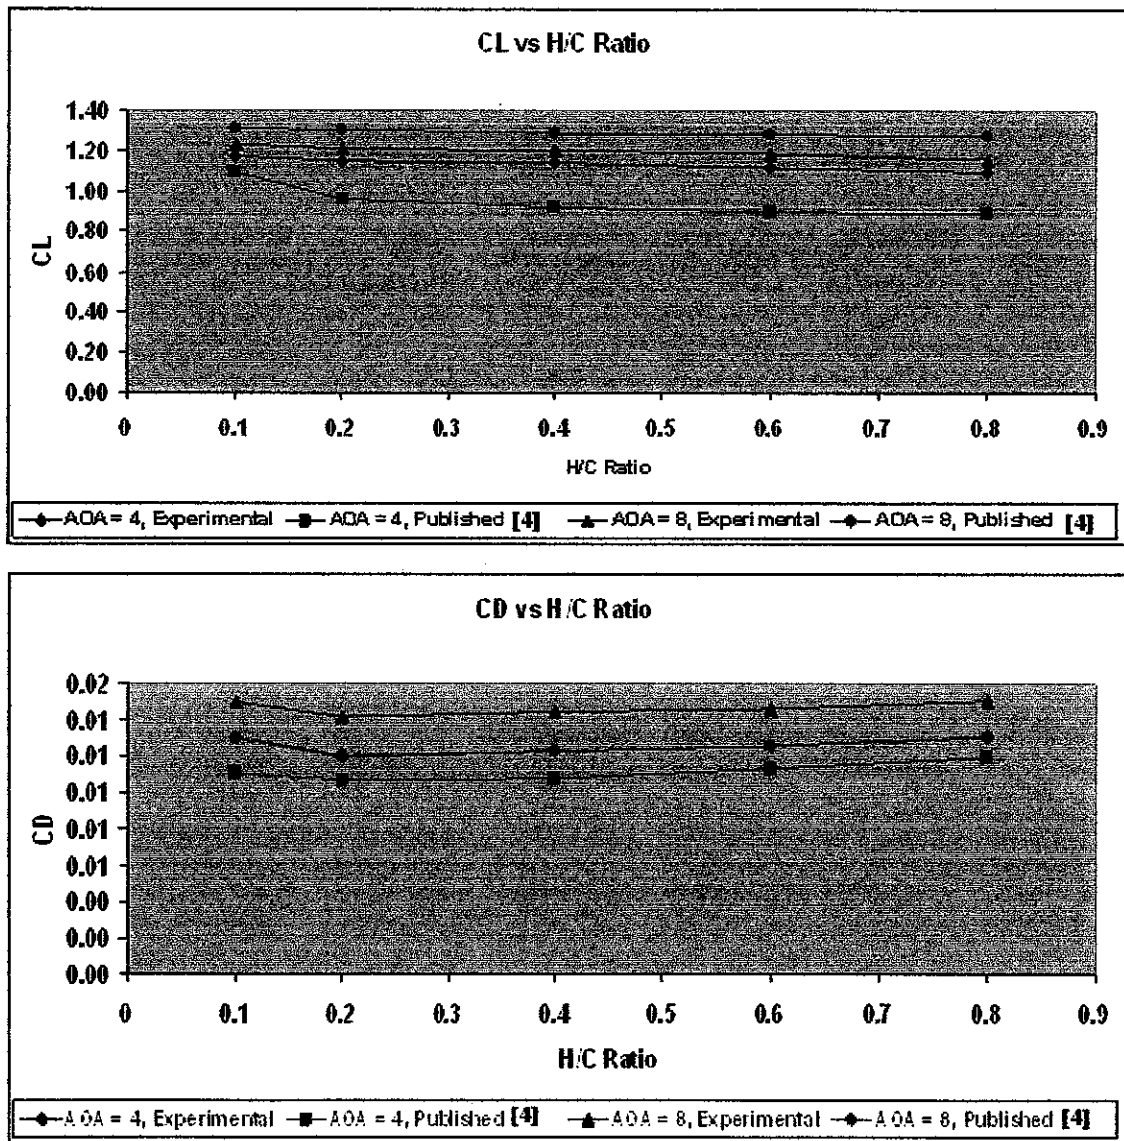 CL vs H/C Ratio
1.40
1.20
1.00
0.80
0.60
0.40
0.20
0.00
CL
0 0.1 0.2 0.3 0.4 0.5 0.6 0.7 0.8 0.9
H/C Ratio
AOA = 4, Experimental AOA = 4, Published [4] AOA = 8, Experimental AOA = 8, Published [4]
CD vs H/C Ratio
0.02
0.01
0.01
0.01
0.01
0.01
0.00
0.00
0.00
CD
0 0.1 0.2 0.3 0.4 0.5 0.6 0.7 0.8 0.9
H/C Ratio
AOA = 4, Experimental AOA = 4, Published [4] AOA = 8, Experimental AOA = 8, Published [4]